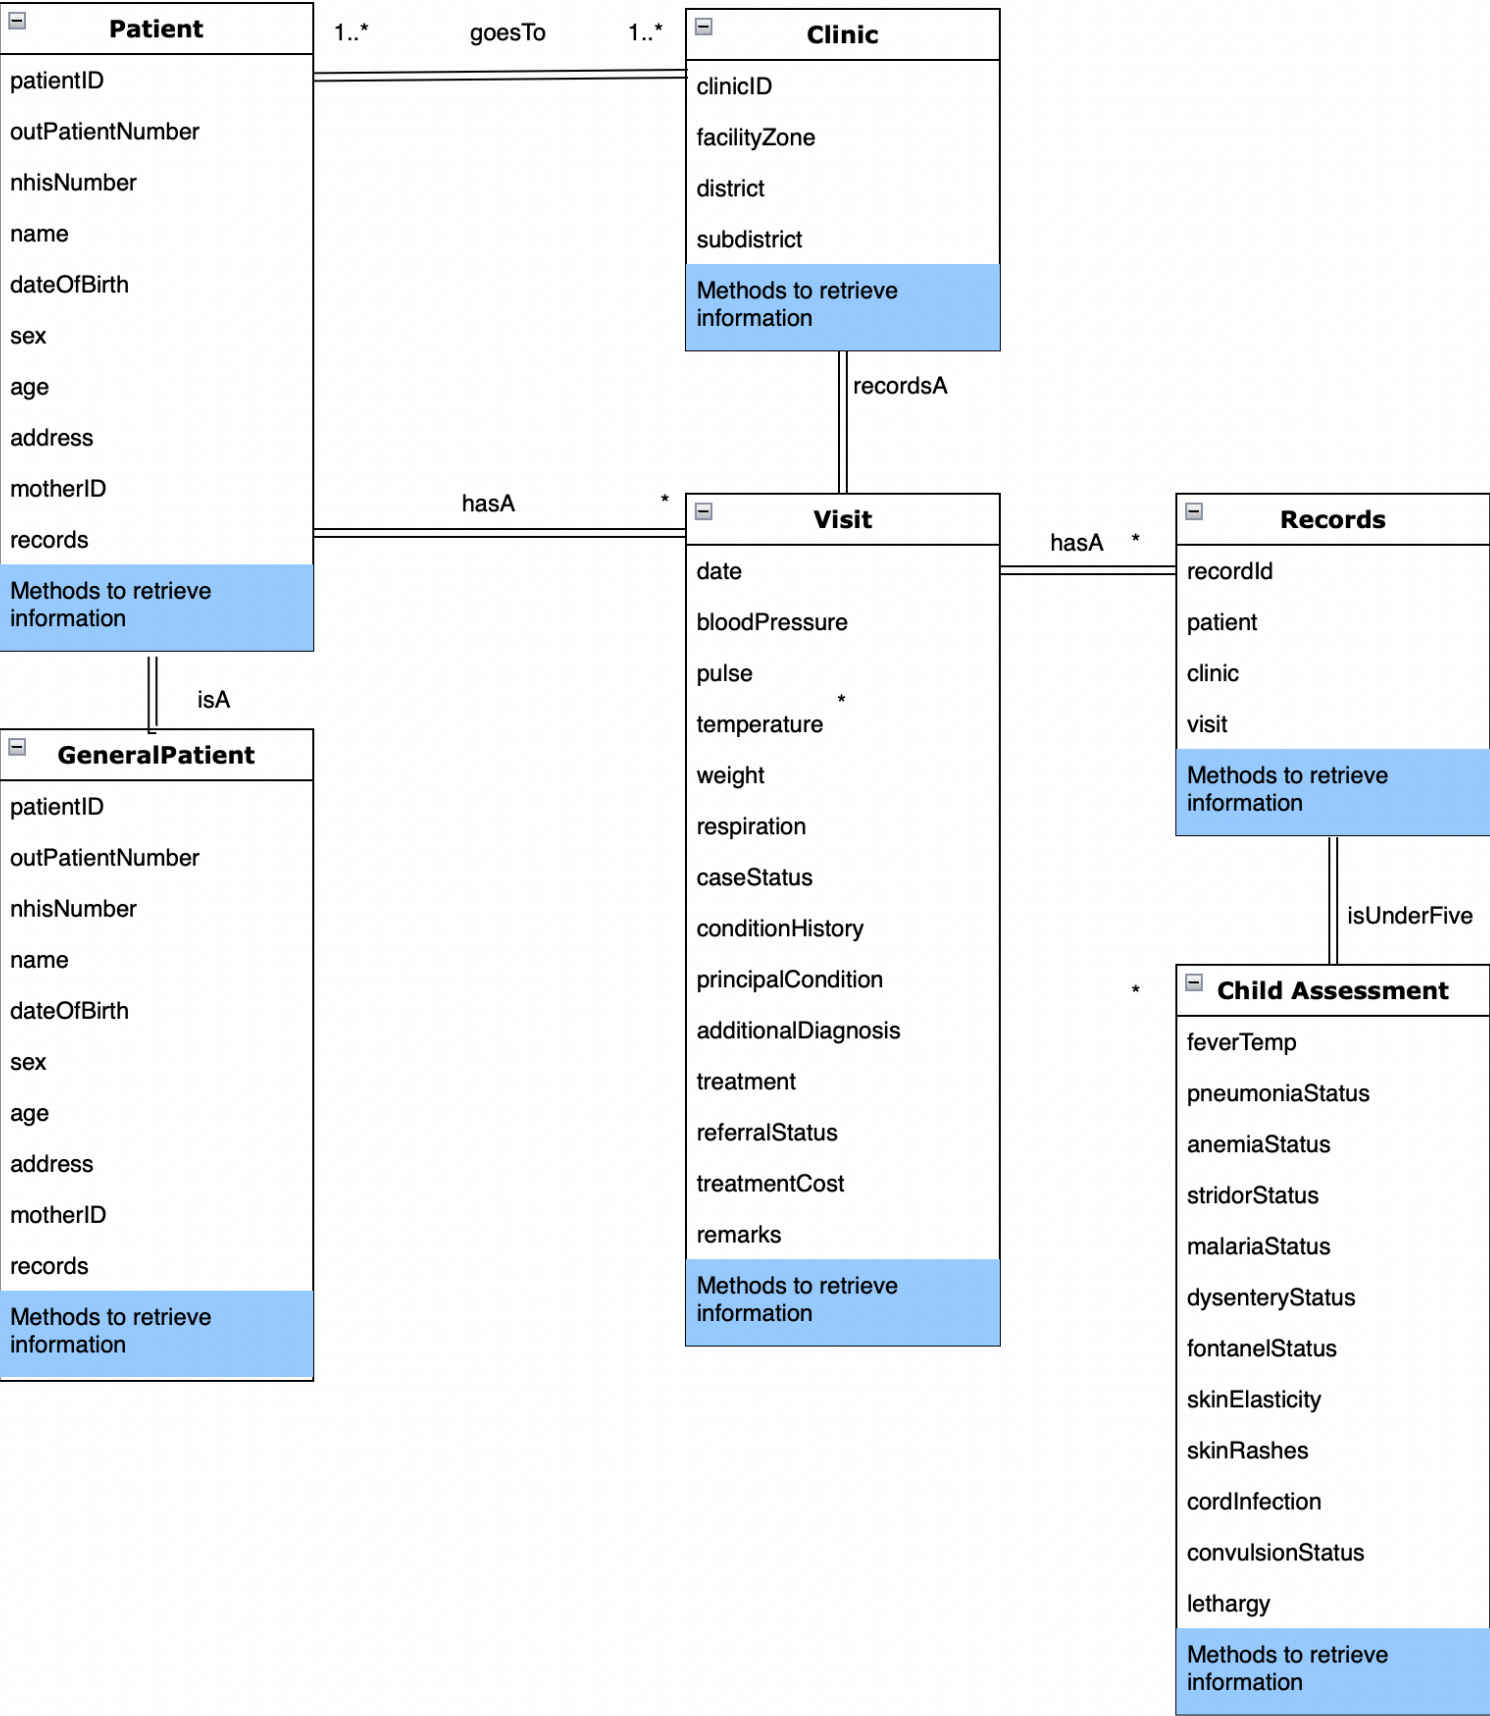 Patient
patientID
outPatientNumber
nhisNumber
name
dateOfBirth
sex
age
address
motherID
records
Methods to retrieve
information
1..*
goesTo
1..*
Clinic
clinicID
facilityZone
district
subdistrict
Methods to retrieve
information
recordsA
hasA
*
Visit
date
bloodPressure
pulse
*
temperature
weight
respiration
caseStatus
conditionHistory
principalCondition
additionalDiagnosis
treatment
referralStatus
treatmentCost
remarks
Methods to retrieve
information
hasA
*
Records
recordId
patient
clinic
visit
Methods to retrieve
information
isUnderFive
*
Child Assessment
feverTemp
pneumoniaStatus
anemiaStatus
stridorStatus
malariaStatus
dysenteryStatus
fontanelStatus
skinElasticity
skinRashes
cordInfection
convulsionStatus
lethargy
Methods to retrieve
information
isA
GeneralPatient
patientID
outPatientNumber
nhisNumber
name
dateOfBirth
sex
age
address
motherID
records
Methods to retrieve
information